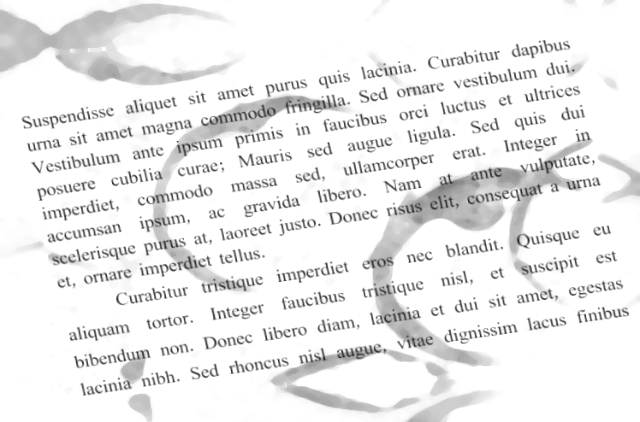 Suspendisse aliquet sit amet purus quis lacinia. Curabitur dapibus
urna sit amet magna commodo fringilla. Sed ornare vestibulum dui.
Vestibulum ante ipsum primis in faucibus orci luctus et ultrices
posuere cubilia curae; Mauris sed augue ligula. Sed quis dui
imperdiet, commodo massa sed, ullamcorper erat. Integer in
accumsan ipsum, ac gravida libero. Nam at ante vulputate,
scelerisque purus at, laoreet justo. Donec risus elit, consequat a urna
et, ornare imperdiet tellus.
Curabitur tristique imperdiet eros nec blandit. Quisque eu
aliquam tortor. Integer faucibus tristique nisl, et suscipit est
bibendum non. Donec libero diam, lacinia et dui sit amet, egestas
lacinia nibh. Sed rhoncus nisl augue, vitae dignissim lacus finibus